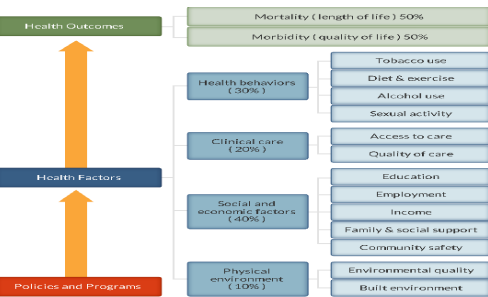 Health Outcomes
Mortality (length of life) 50%
Morbidity (quality of life) 50%
Health Factors
Health behaviors
(30%)
Tobacco use
Diet & exercise
Alcohol use
Sexual activity
Clinical care
(20%)
Access to care
Quality of care
Social and
economic factors
(40%)
Education
Employment
Income
Family & social support
Community safety
Physical
environment
(10%)
Environmental quality
Built environment
Policies and Programs